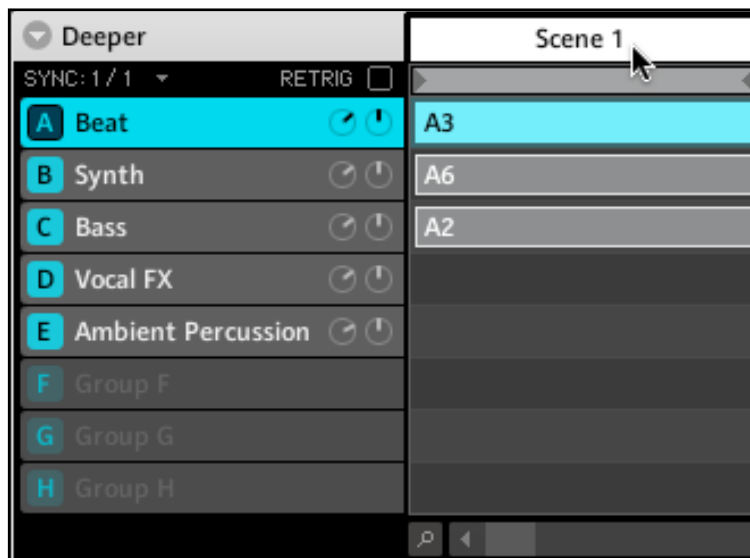 Deeper Scene 1
SYNC: 1 / 1 RETRIG
A Beat A3
B Synth A6
C Bass A2
D Vocal FX
E Ambient Percussion
F Group F
G Group G
H Group H